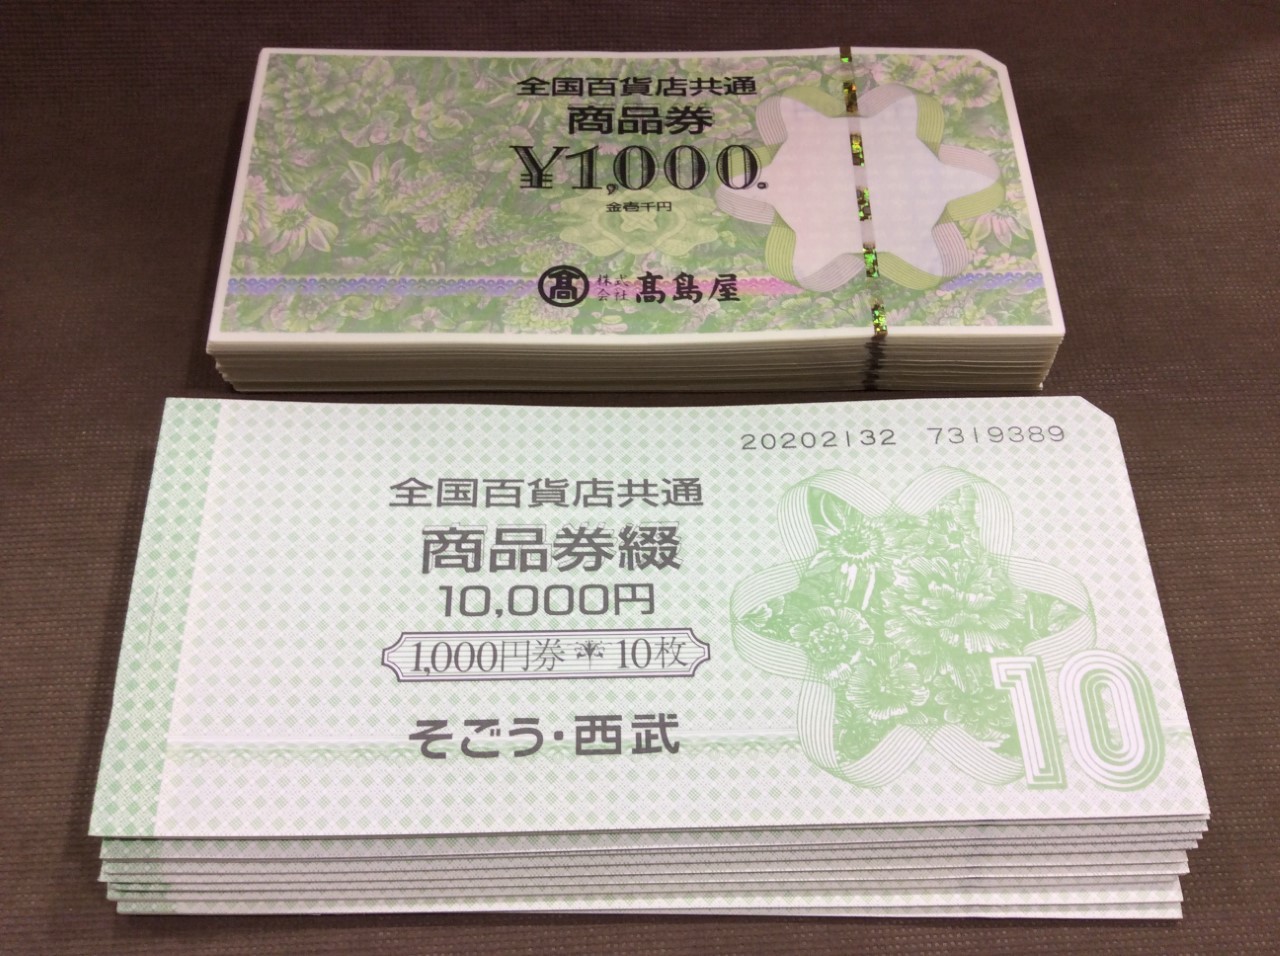 全国百貨店共通
商品券
¥1,000.
金壱千円
高 株式会社 髙島屋
20202132 7319389
全国百貨店共通
商品券綴
10,000円
1,000円券 10枚
そごう・西武
10